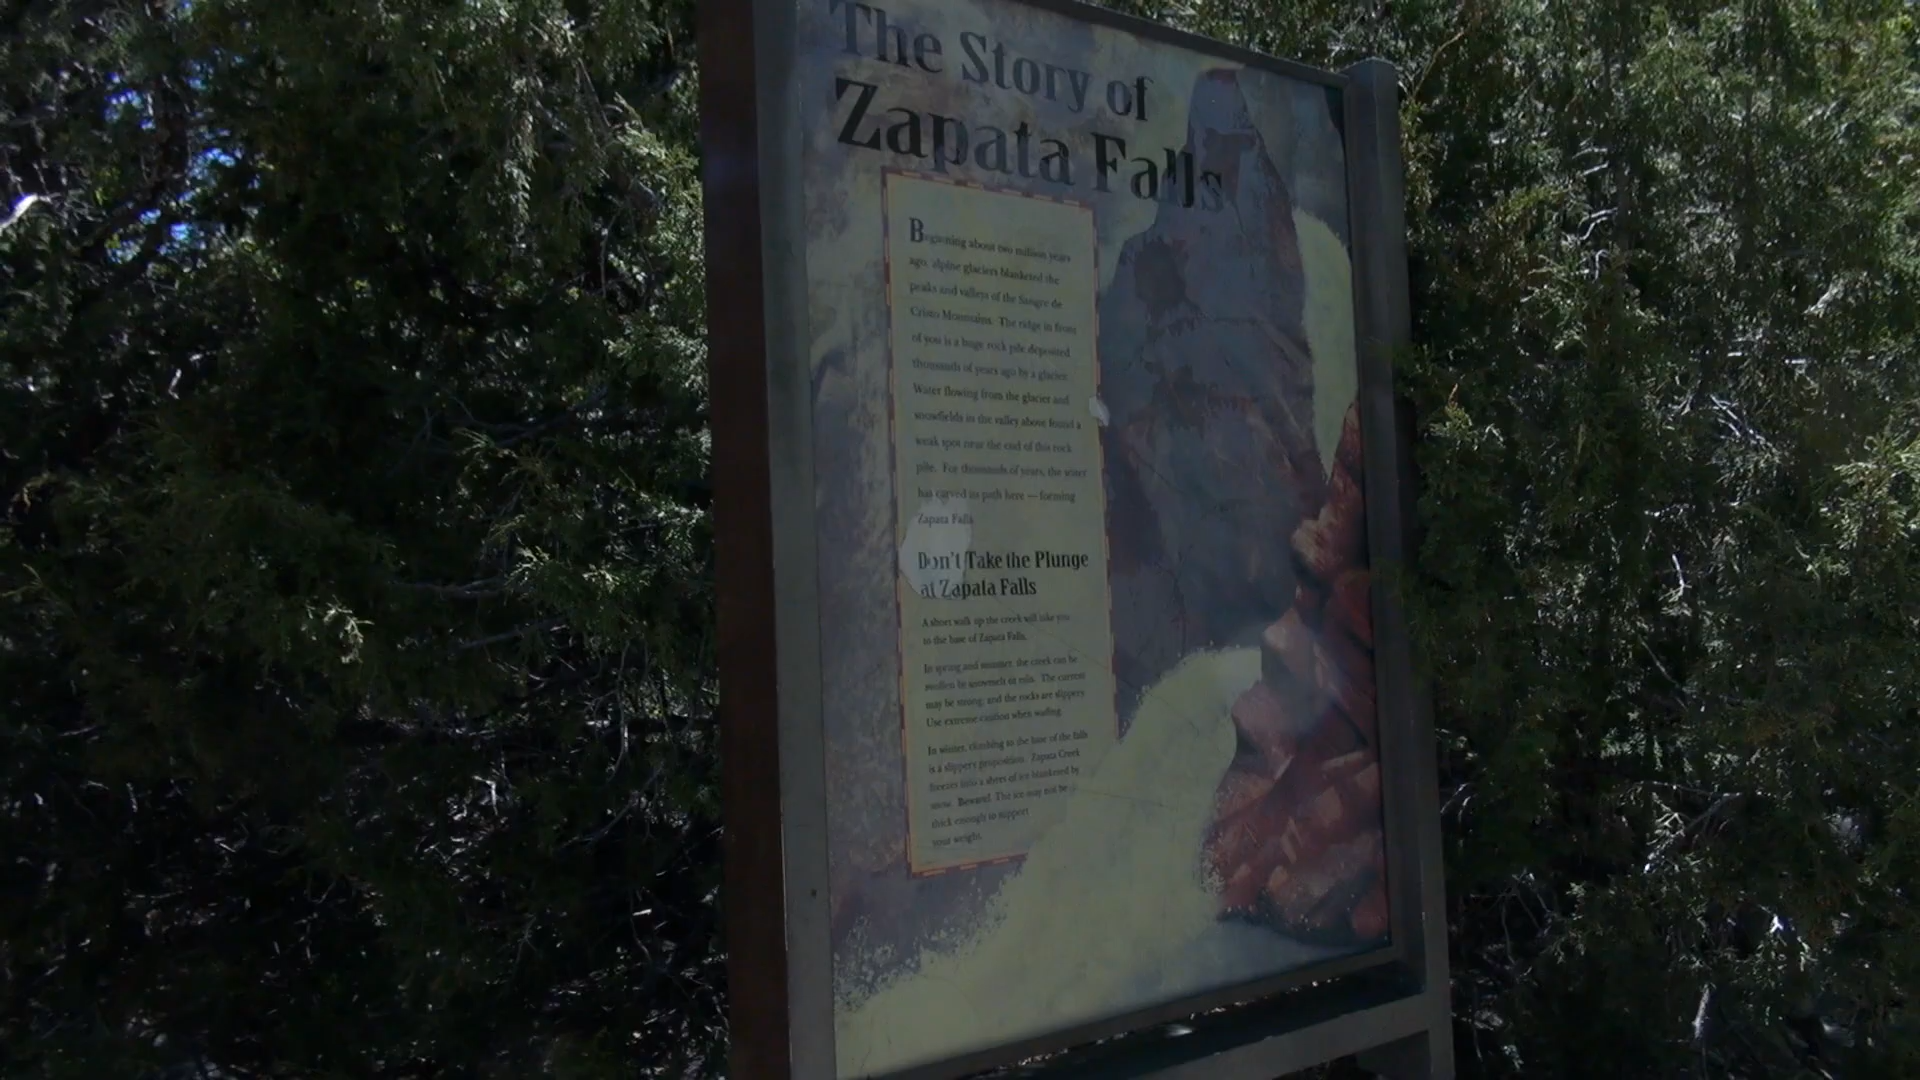 The Story of
Zapata Falls
Beginning about two million years
ago, alpine glaciers blanketed the
peaks and valleys of the Sangre de
Cristo Mountains. The ridge in front
of you is a huge rock pile deposited
thousands of years ago by a glacier.
Water flowing from the glacier and
snowfields in the valley above found a
weak spot near the end of this rock
pile. For thousands of years, the water
has carved its path here — forming
Zapata Falls.
Don't Take the Plunge
at Zapata Falls
A short walk up the creek will take you
to the base of Zapata Falls.
In spring and summer, the creek can be
swollen by snowmelt or rain. The current
may be strong, and the rocks are slippery.
Use extreme caution when wading.
In winter, climbing to the base of the falls
is a slippery proposition. Zapata Creek
freezes into a sheet of ice blanketed by
snow. Beware! The ice may not be
thick enough to support
your weight.